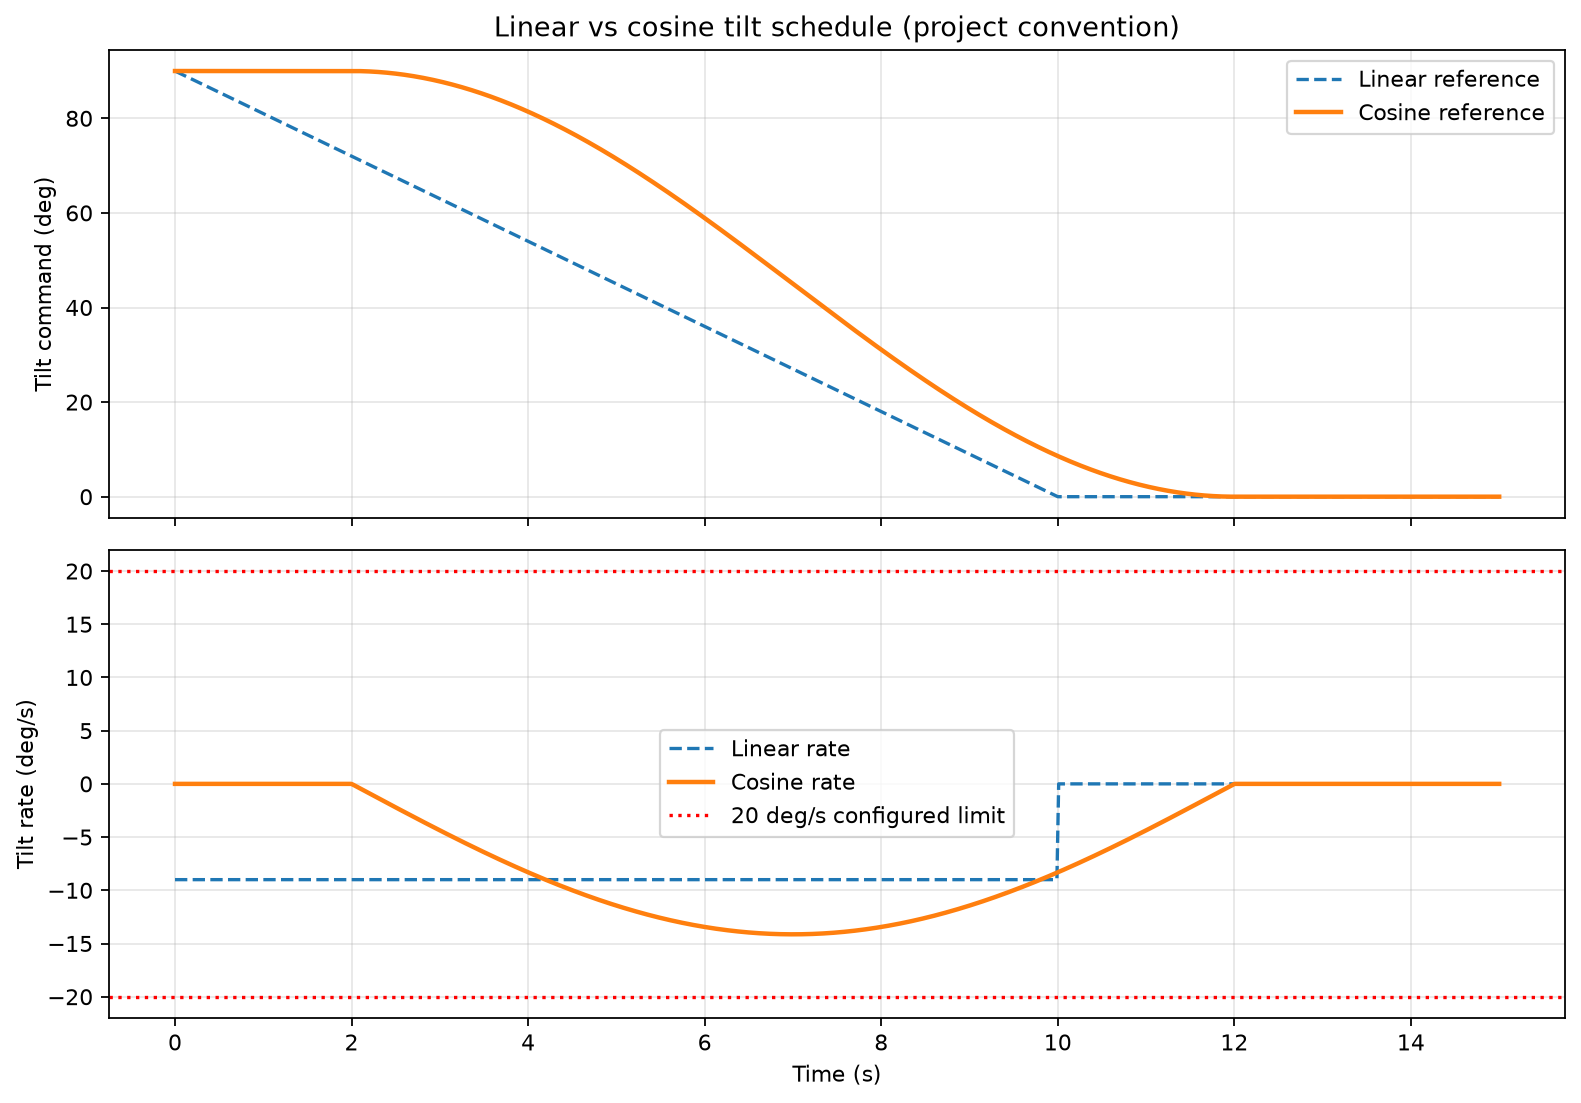 Linear vs cosine tilt schedule (project convention)
Tilt command (deg)
80
60
40
20
0
Linear reference
Cosine reference
Tilt rate (deg/s)
20
15
10
5
0
−5
−10
−15
−20
Linear rate
Cosine rate
20 deg/s configured limit
0 2 4 6 8 10 12 14
Time (s)